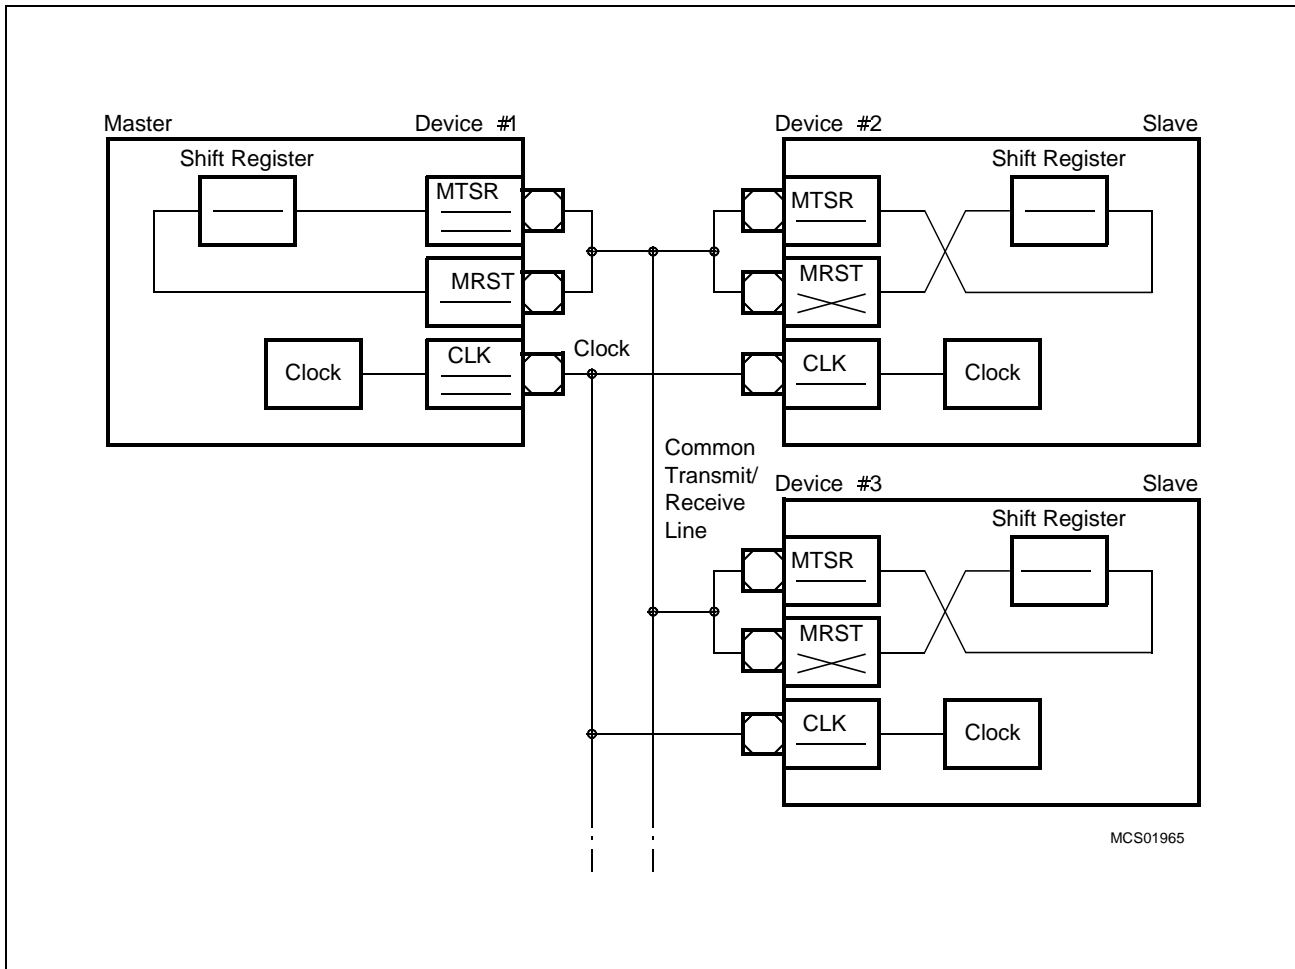 Master Device #1
Shift Register
MTSR
MRST
CLK
Clock
Clock
Device #2 Slave
Shift Register
MTSR
MRST
CLK
Clock
Common
Transmit/
Receive
Line
Device #3 Slave
Shift Register
MTSR
MRST
CLK
Clock
MCS01965